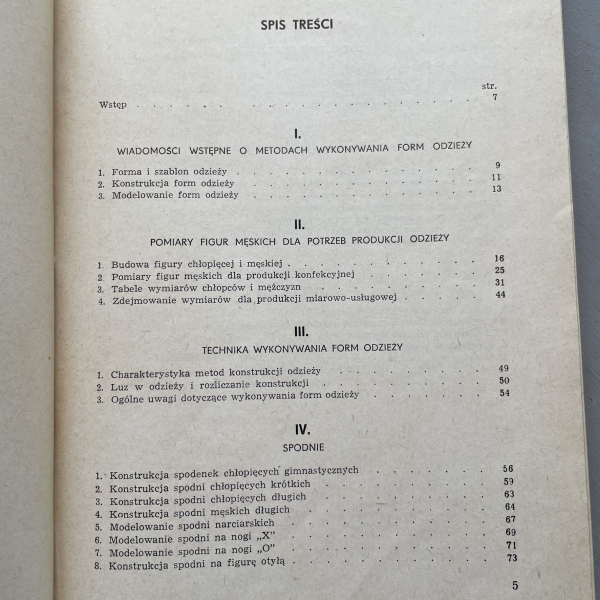 SPIS TREŚCI
str.
Wstęp . . . . . . . . . . . . . . . . . . . . 7
I.
WIADOMOŚCI WSTĘPNE O METODACH WYKONYWANIA FORM ODZIEŻY
1. Forma i szablon odzieży . . . . . . . . . . . . . 9
2. Konstrukcja form odzieży . . . . . . . . . . . . 11
3. Modelowanie form odzieży . . . . . . . . . . . . 13
II.
POMIARY FIGUR MĘSKICH DLA POTRZEB PRODUKCJI ODZIEŻY
1. Budowa figury chłopięcej i męskiej . . . . . . . . . . 16
2. Pomiary figur męskich dla produkcji konfekcyjnej . . . . . . 25
3. Tabele wymiarów chłopców i mężczyzn . . . . . . . . . 31
4. Zdejmowanie wymiarów dla produkcji miarowo-usługowej . . . . . 44
III.
TECHNIKA WYKONYWANIA FORM ODZIEŻY
1. Charakterystyka metod konstrukcji odzieży . . . . . . . . 49
2. Luz w odzieży i rozliczanie konstrukcji . . . . . . . . . 50
3. Ogólne uwagi dotyczące wykonywania form odzieży . . . . . . 54
IV.
SPODNIE
1. Konstrukcja spodenek chłopięcych gimnastycznych . . . . . . 56
2. Konstrukcja spodni chłopięcych krótkich . . . . . . . . . 59
3. Konstrukcja spodni chłopięcych długich . . . . . . . . . 63
4. Konstrukcja spodni męskich długich . . . . . . . . . . 64
5. Modelowanie spodni narciarskich . . . . . . . . . . 67
6. Modelowanie spodni na nogi „X” . . . . . . . . . . 69
7. Modelowanie spodni na nogi „O” . . . . . . . . . . 71
8. Konstrukcja spodni na figurę otyłą . . . . . . . . . . 73
5